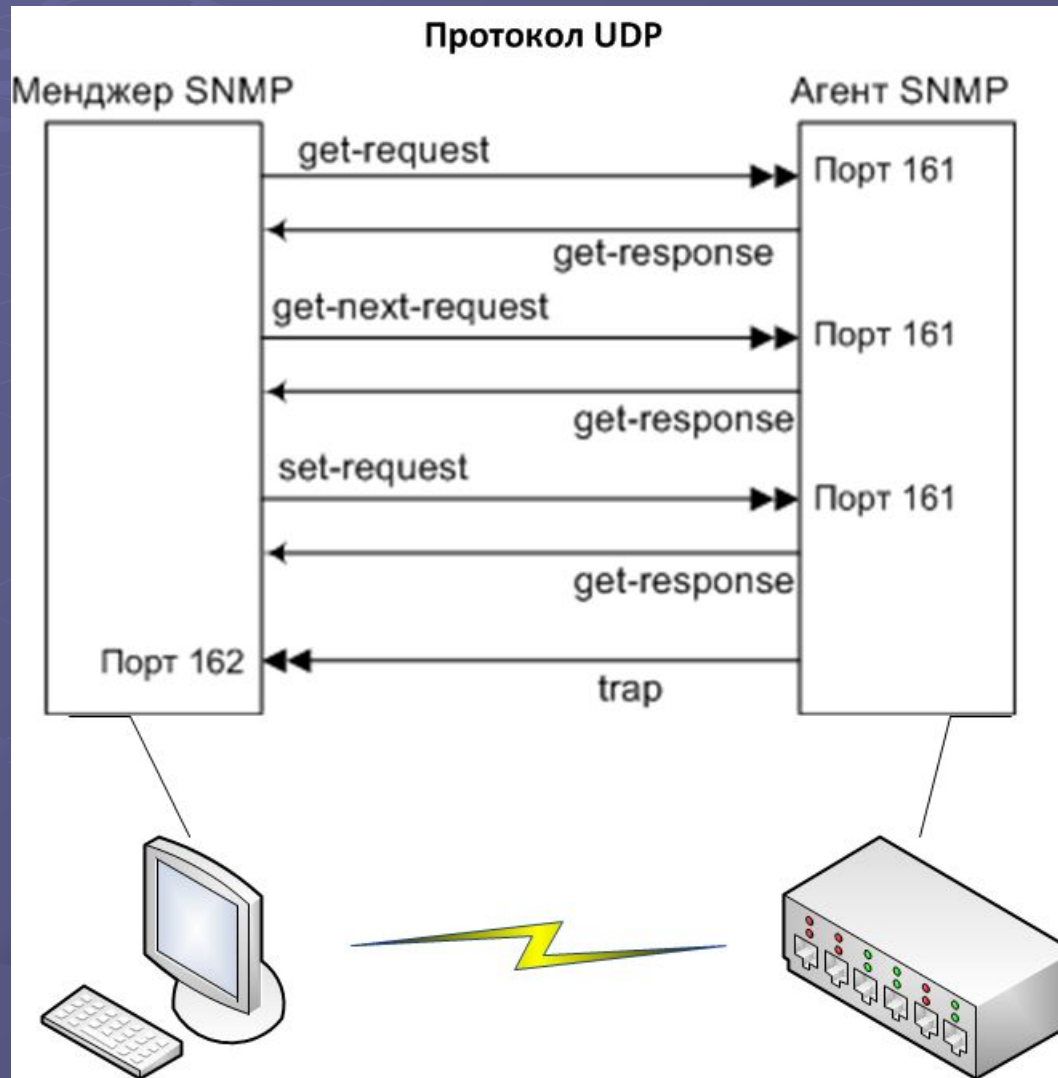 Протокол UDP
Менджер SNMP
Агент SNMP
get-request
Порт 161
get-response
get-next-request
Порт 161
get-response
set-request
Порт 161
get-response
Порт 162
trap